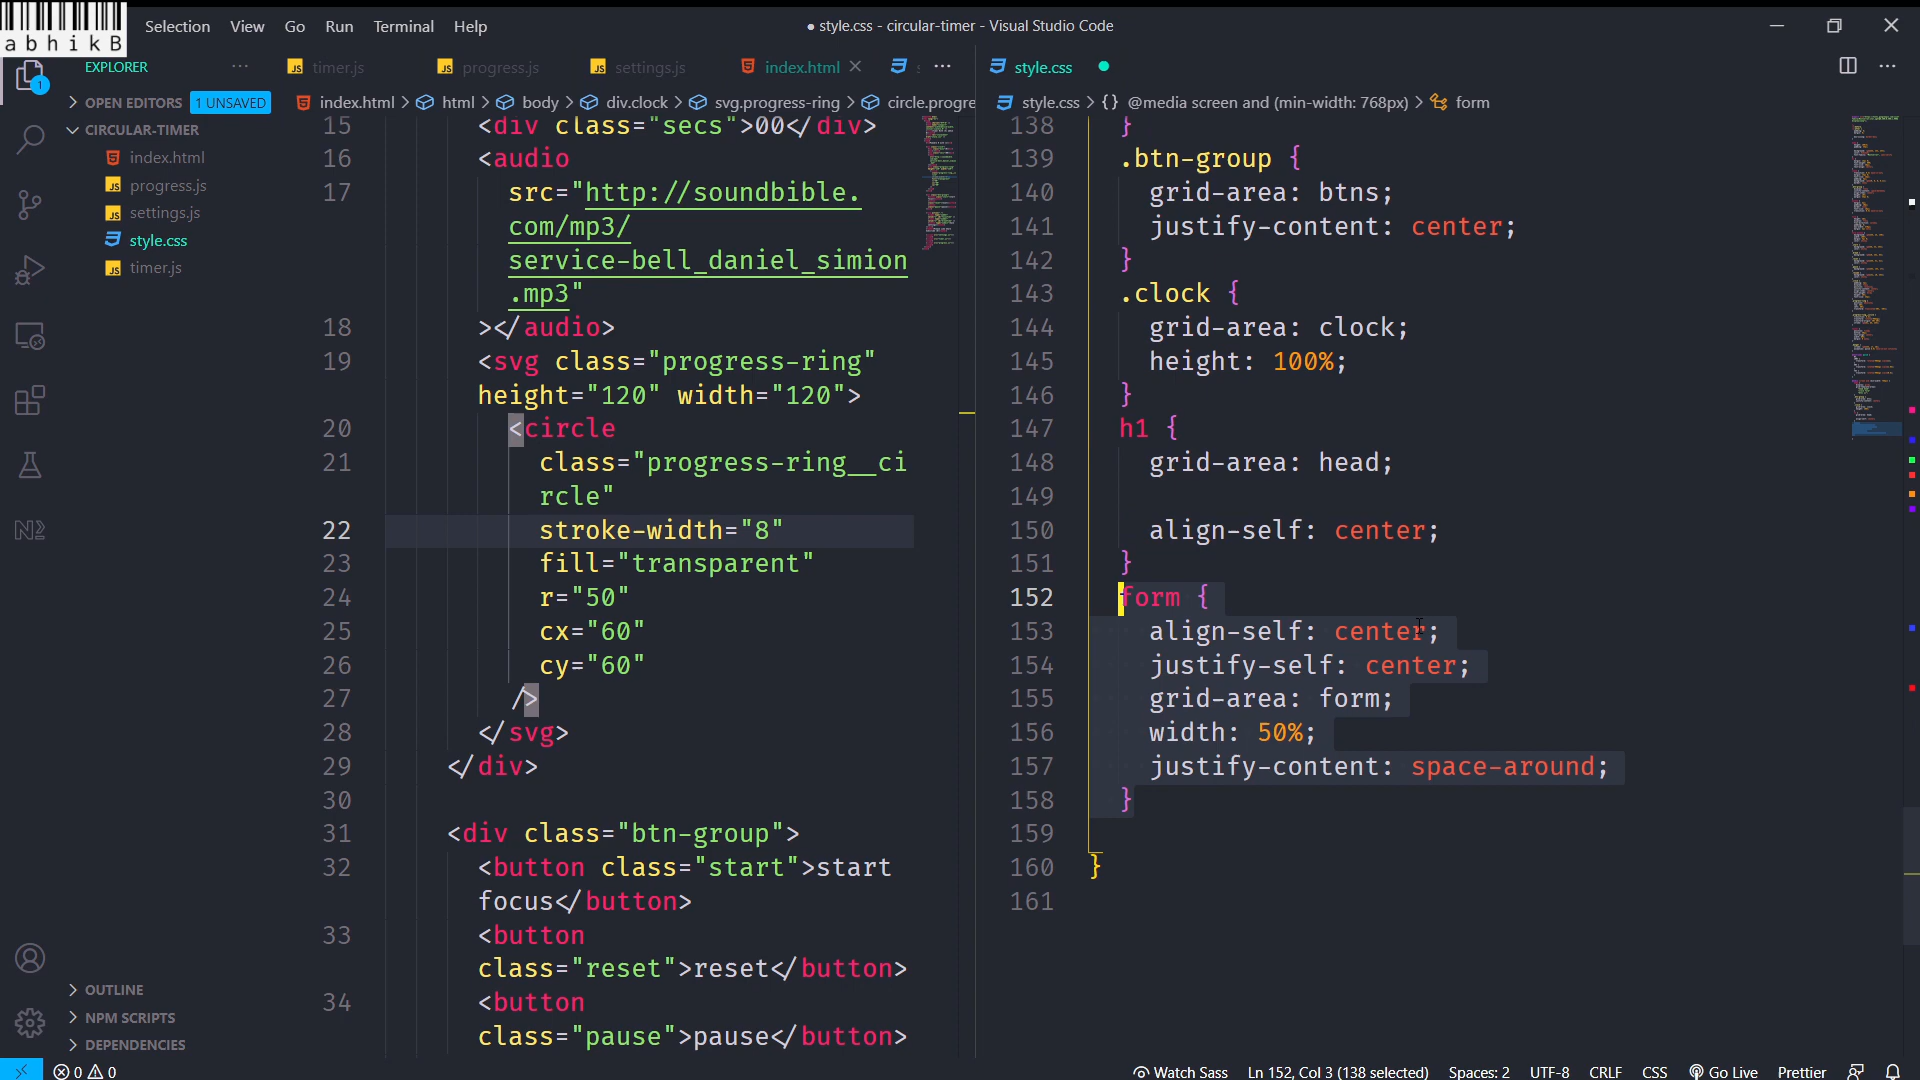 abhikB
Selection View Go Run Terminal Help
● style.css - circular-timer - Visual Studio Code
EXPLORER ···
timer.js progress.js settings.js index.html ···
style.css ● ···
OPEN EDITORS 1 UNSAVED
index.html > html > body > div.clock > svg.progress-ring > circle.progre
style.css > {} @media screen and (min-width: 768px) > form
CIRCULAR-TIMER
index.html
progress.js
settings.js
style.css
timer.js
OUTLINE
NPM SCRIPTS
DEPENDENCIES
15 <div class="secs">00</div>
16 <audio
17 src="http://soundbible.
com/mp3/
service-bell_daniel_simion
.mp3"
18 ></audio>
19 <svg class="progress-ring"
height="120" width="120">
20 <circle
21 class="progress-ring__ci
rcle"
22 stroke-width="8"
23 fill="transparent"
24 r="50"
25 cx="60"
26 cy="60"
27 />
28 </svg>
29 </div>
30
31 <div class="btn-group">
32 <button class="start">start
focus</button>
33 <button
class="reset">reset</button>
34 <button
class="pause">pause</button>
138 }
139 .btn-group {
140 grid-area: btns;
141 justify-content: center;
142 }
143 .clock {
144 grid-area: clock;
145 height: 100%;
146 }
147 h1 {
148 grid-area: head;
149
150 align-self: center;
151 }
152 form {
153 align-self: center;
154 justify-self: center;
155 grid-area: form;
156 width: 50%;
157 justify-content: space-around;
158 }
159
160 }
161
0 0 Watch Sass Ln 152, Col 3 (138 selected) Spaces: 2 UTF-8 CRLF CSS Go Live Prettier